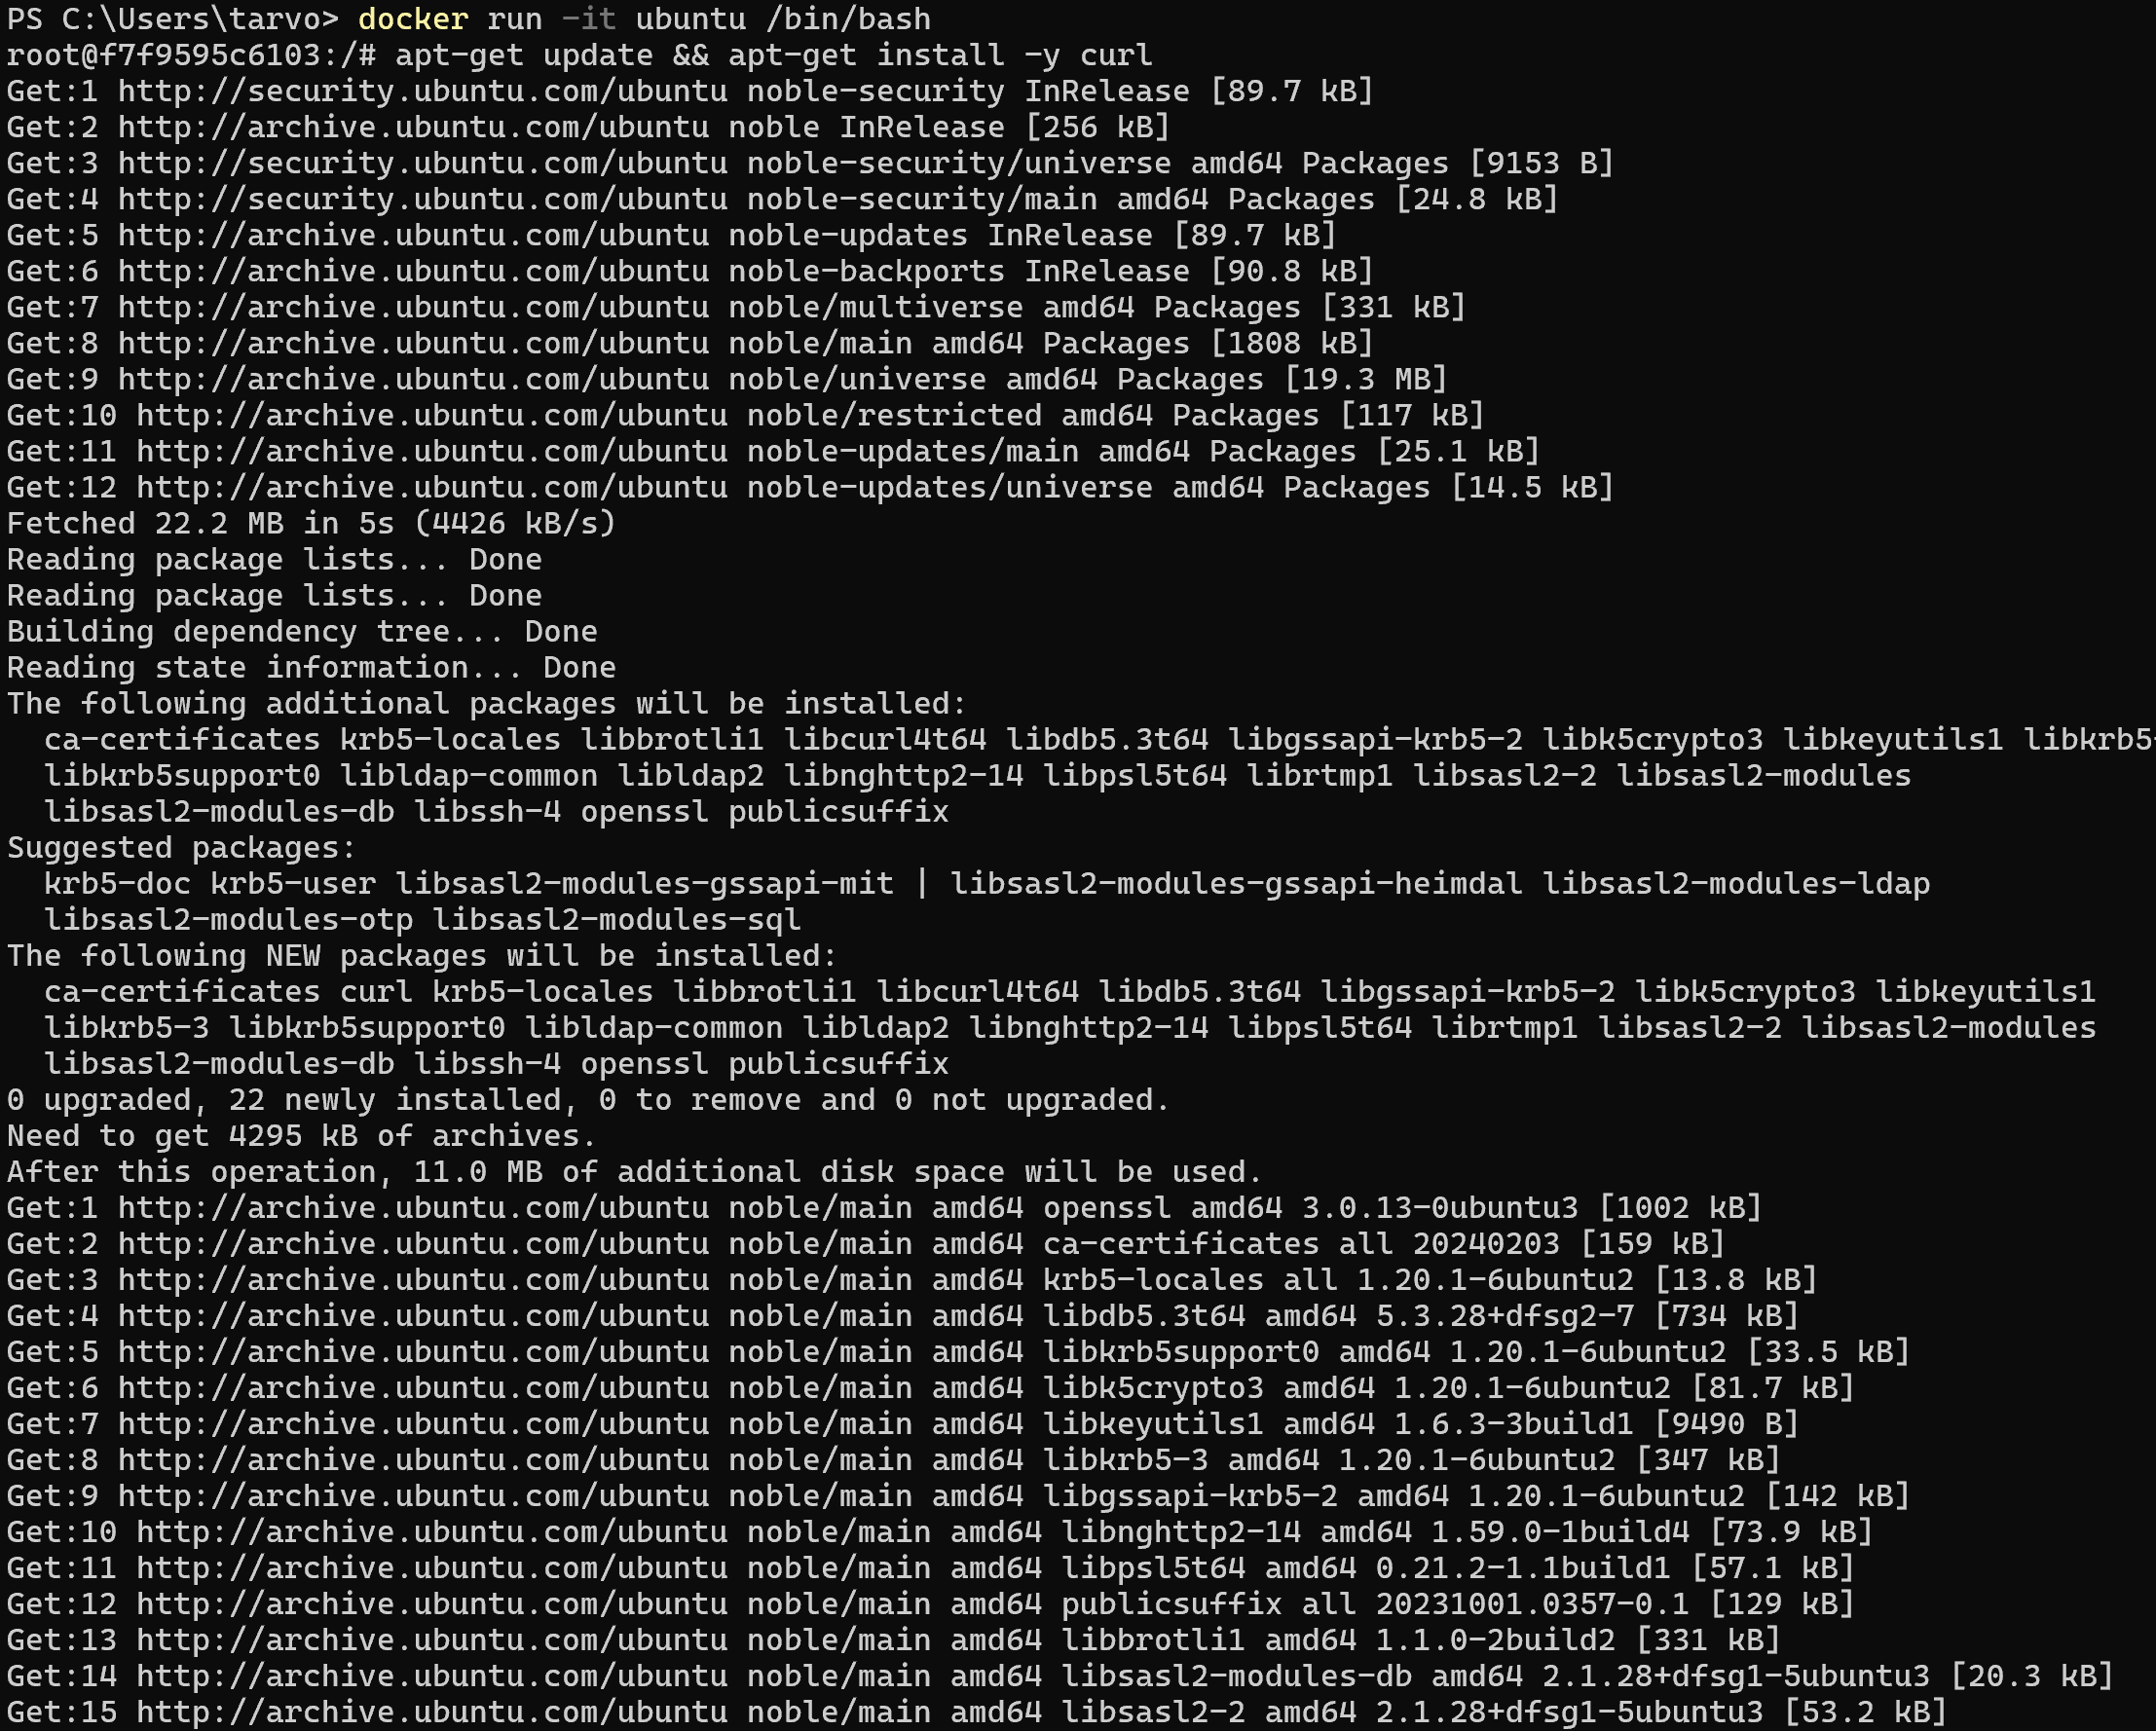 PS C:\Users\tarvo> docker run -it ubuntu /bin/bash
root@f7f9595c6103:/# apt-get update && apt-get install -y curl
Get:1 http://security.ubuntu.com/ubuntu noble-security InRelease [89.7 kB]
Get:2 http://archive.ubuntu.com/ubuntu noble InRelease [256 kB]
Get:3 http://security.ubuntu.com/ubuntu noble-security/universe amd64 Packages [9153 B]
Get:4 http://security.ubuntu.com/ubuntu noble-security/main amd64 Packages [24.8 kB]
Get:5 http://archive.ubuntu.com/ubuntu noble-updates InRelease [89.7 kB]
Get:6 http://archive.ubuntu.com/ubuntu noble-backports InRelease [90.8 kB]
Get:7 http://archive.ubuntu.com/ubuntu noble/multiverse amd64 Packages [331 kB]
Get:8 http://archive.ubuntu.com/ubuntu noble/main amd64 Packages [1808 kB]
Get:9 http://archive.ubuntu.com/ubuntu noble/universe amd64 Packages [19.3 MB]
Get:10 http://archive.ubuntu.com/ubuntu noble/restricted amd64 Packages [117 kB]
Get:11 http://archive.ubuntu.com/ubuntu noble-updates/main amd64 Packages [25.1 kB]
Get:12 http://archive.ubuntu.com/ubuntu noble-updates/universe amd64 Packages [14.5 kB]
Fetched 22.2 MB in 5s (4426 kB/s)
Reading package lists... Done
Reading package lists... Done
Building dependency tree... Done
Reading state information... Done
The following additional packages will be installed:
  ca-certificates krb5-locales libbrotli1 libcurl4t64 libdb5.3t64 libgssapi-krb5-2 libk5crypto3 libkeyutils1 libkrb5-
  libkrb5support0 libldap-common libldap2 libnghttp2-14 libpsl5t64 librtmp1 libsasl2-2 libsasl2-modules
  libsasl2-modules-db libssh-4 openssl publicsuffix
Suggested packages:
  krb5-doc krb5-user libsasl2-modules-gssapi-mit | libsasl2-modules-gssapi-heimdal libsasl2-modules-ldap
  libsasl2-modules-otp libsasl2-modules-sql
The following NEW packages will be installed:
  ca-certificates curl krb5-locales libbrotli1 libcurl4t64 libdb5.3t64 libgssapi-krb5-2 libk5crypto3 libkeyutils1
  libkrb5-3 libkrb5support0 libldap-common libldap2 libnghttp2-14 libpsl5t64 librtmp1 libsasl2-2 libsasl2-modules
  libsasl2-modules-db libssh-4 openssl publicsuffix
0 upgraded, 22 newly installed, 0 to remove and 0 not upgraded.
Need to get 4295 kB of archives.
After this operation, 11.0 MB of additional disk space will be used.
Get:1 http://archive.ubuntu.com/ubuntu noble/main amd64 openssl amd64 3.0.13-0ubuntu3 [1002 kB]
Get:2 http://archive.ubuntu.com/ubuntu noble/main amd64 ca-certificates all 20240203 [159 kB]
Get:3 http://archive.ubuntu.com/ubuntu noble/main amd64 krb5-locales all 1.20.1-6ubuntu2 [13.8 kB]
Get:4 http://archive.ubuntu.com/ubuntu noble/main amd64 libdb5.3t64 amd64 5.3.28+dfsg2-7 [734 kB]
Get:5 http://archive.ubuntu.com/ubuntu noble/main amd64 libkrb5support0 amd64 1.20.1-6ubuntu2 [33.5 kB]
Get:6 http://archive.ubuntu.com/ubuntu noble/main amd64 libk5crypto3 amd64 1.20.1-6ubuntu2 [81.7 kB]
Get:7 http://archive.ubuntu.com/ubuntu noble/main amd64 libkeyutils1 amd64 1.6.3-3build1 [9490 B]
Get:8 http://archive.ubuntu.com/ubuntu noble/main amd64 libkrb5-3 amd64 1.20.1-6ubuntu2 [347 kB]
Get:9 http://archive.ubuntu.com/ubuntu noble/main amd64 libgssapi-krb5-2 amd64 1.20.1-6ubuntu2 [142 kB]
Get:10 http://archive.ubuntu.com/ubuntu noble/main amd64 libnghttp2-14 amd64 1.59.0-1build4 [73.9 kB]
Get:11 http://archive.ubuntu.com/ubuntu noble/main amd64 libpsl5t64 amd64 0.21.2-1.1build1 [57.1 kB]
Get:12 http://archive.ubuntu.com/ubuntu noble/main amd64 publicsuffix all 20231001.0357-0.1 [129 kB]
Get:13 http://archive.ubuntu.com/ubuntu noble/main amd64 libbrotli1 amd64 1.1.0-2build2 [331 kB]
Get:14 http://archive.ubuntu.com/ubuntu noble/main amd64 libsasl2-modules-db amd64 2.1.28+dfsg1-5ubuntu3 [20.3 kB]
Get:15 http://archive.ubuntu.com/ubuntu noble/main amd64 libsasl2-2 amd64 2.1.28+dfsg1-5ubuntu3 [53.2 kB]